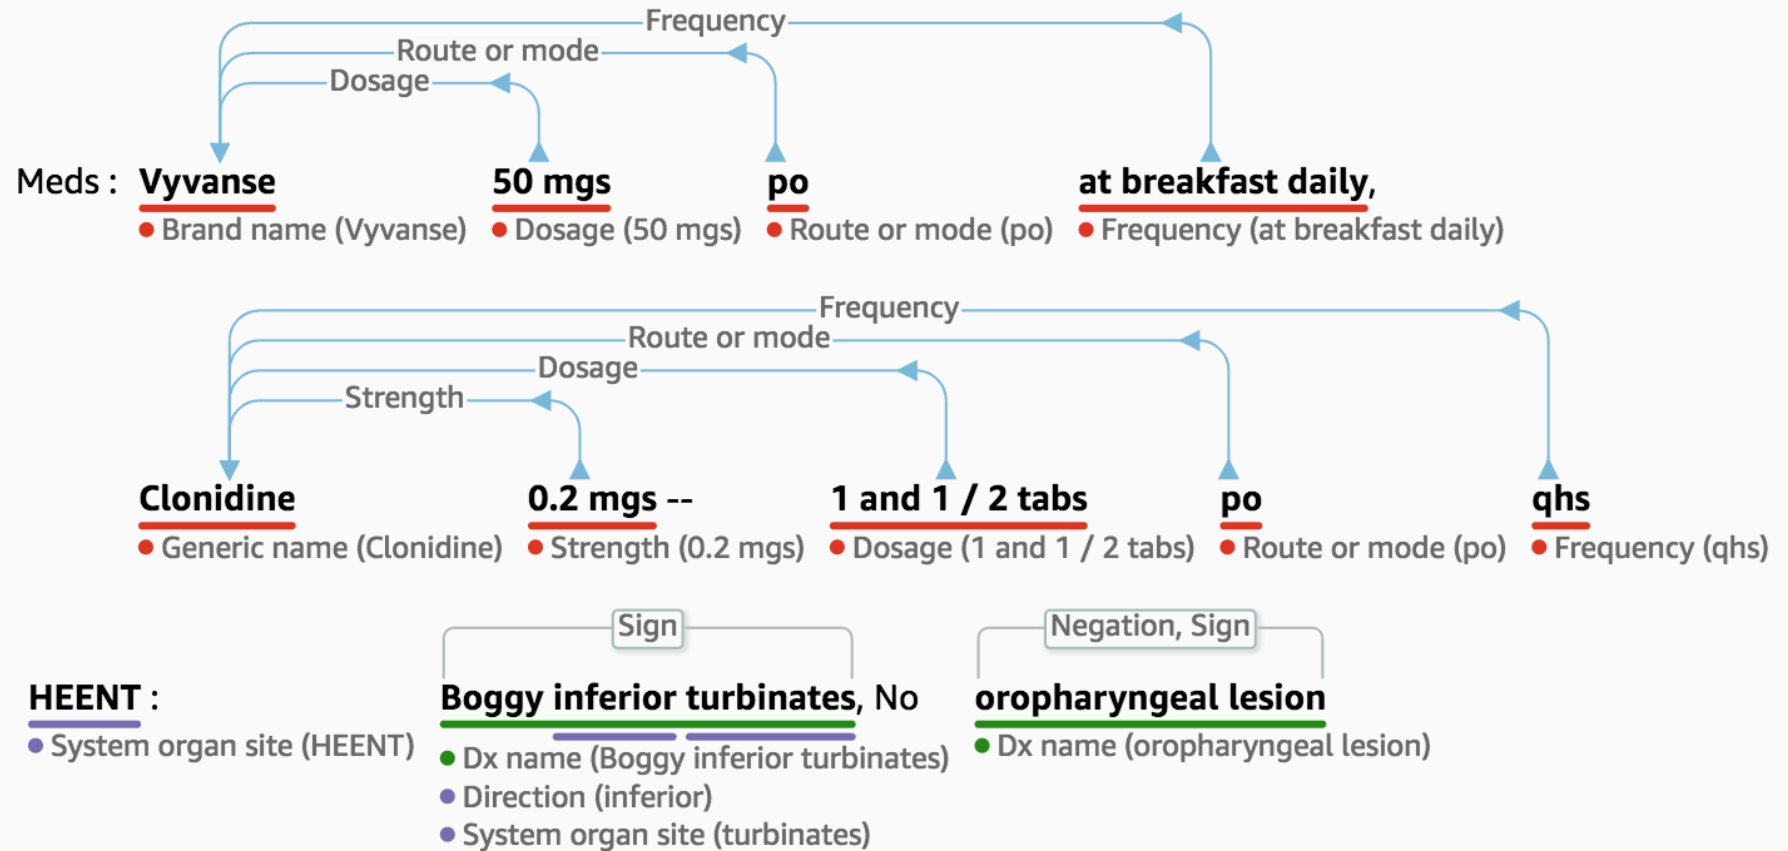 Frequency
Route or mode
Dosage
Meds : Vyvanse 50 mgs po at breakfast daily,
Brand name (Vyvanse) Dosage (50 mgs) Route or mode (po) Frequency (at breakfast daily)
Frequency
Route or mode
Dosage
Strength
Clonidine 0.2 mgs -- 1 and 1 / 2 tabs po qhs
Generic name (Clonidine) Strength (0.2 mgs) Dosage (1 and 1 / 2 tabs) Route or mode (po) Frequency (qhs)
Sign Negation, Sign
HEENT : Boggy inferior turbinates, No oropharyngeal lesion
System organ site (HEENT) Dx name (Boggy inferior turbinates) Dx name (oropharyngeal lesion)
Direction (inferior)
System organ site (turbinates)